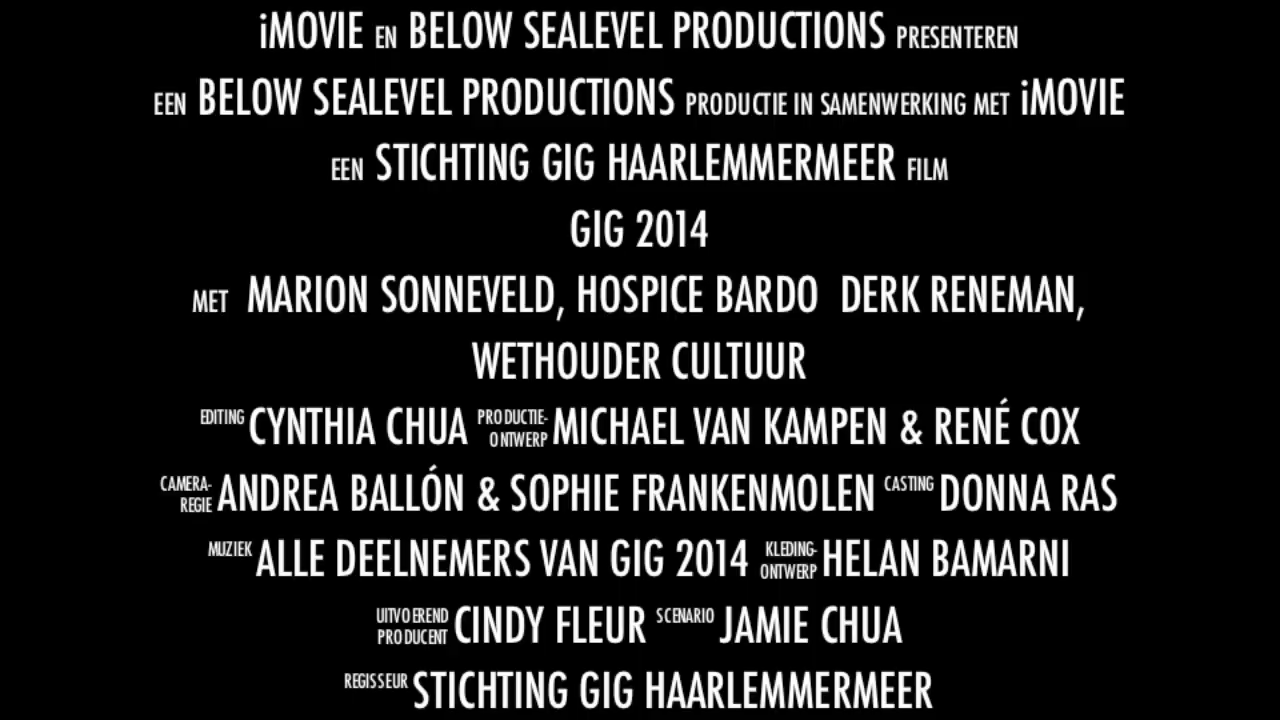 iMOVIE EN BELOW SEALEVEL PRODUCTIONS PRESENTEREN
EEN BELOW SEALEVEL PRODUCTIONS PRODUCTIE IN SAMENWERKING MET iMOVIE
EEN STICHTING GIG HAARLEMMERMEER FILM
GIG 2014
MET MARION SONNEVELD, HOSPICE BARDO DERK RENEMAN,
WETHOUDER CULTUUR
EDITING CYNTHIA CHUA PRODUCTIE-ONTWERP MICHAEL VAN KAMPEN & RENÉ COX
CAMERA-REGIE ANDREA BALLÓN & SOPHIE FRANKENMOLEN CASTING DONNA RAS
MUZIEK ALLE DEELNEMERS VAN GIG 2014 KLEDING-ONTWERP HELAN BAMARNI
UITVOEREND PRODUCENT CINDY FLEUR SCENARIO JAMIE CHUA
REGISSEUR STICHTING GIG HAARLEMMERMEER